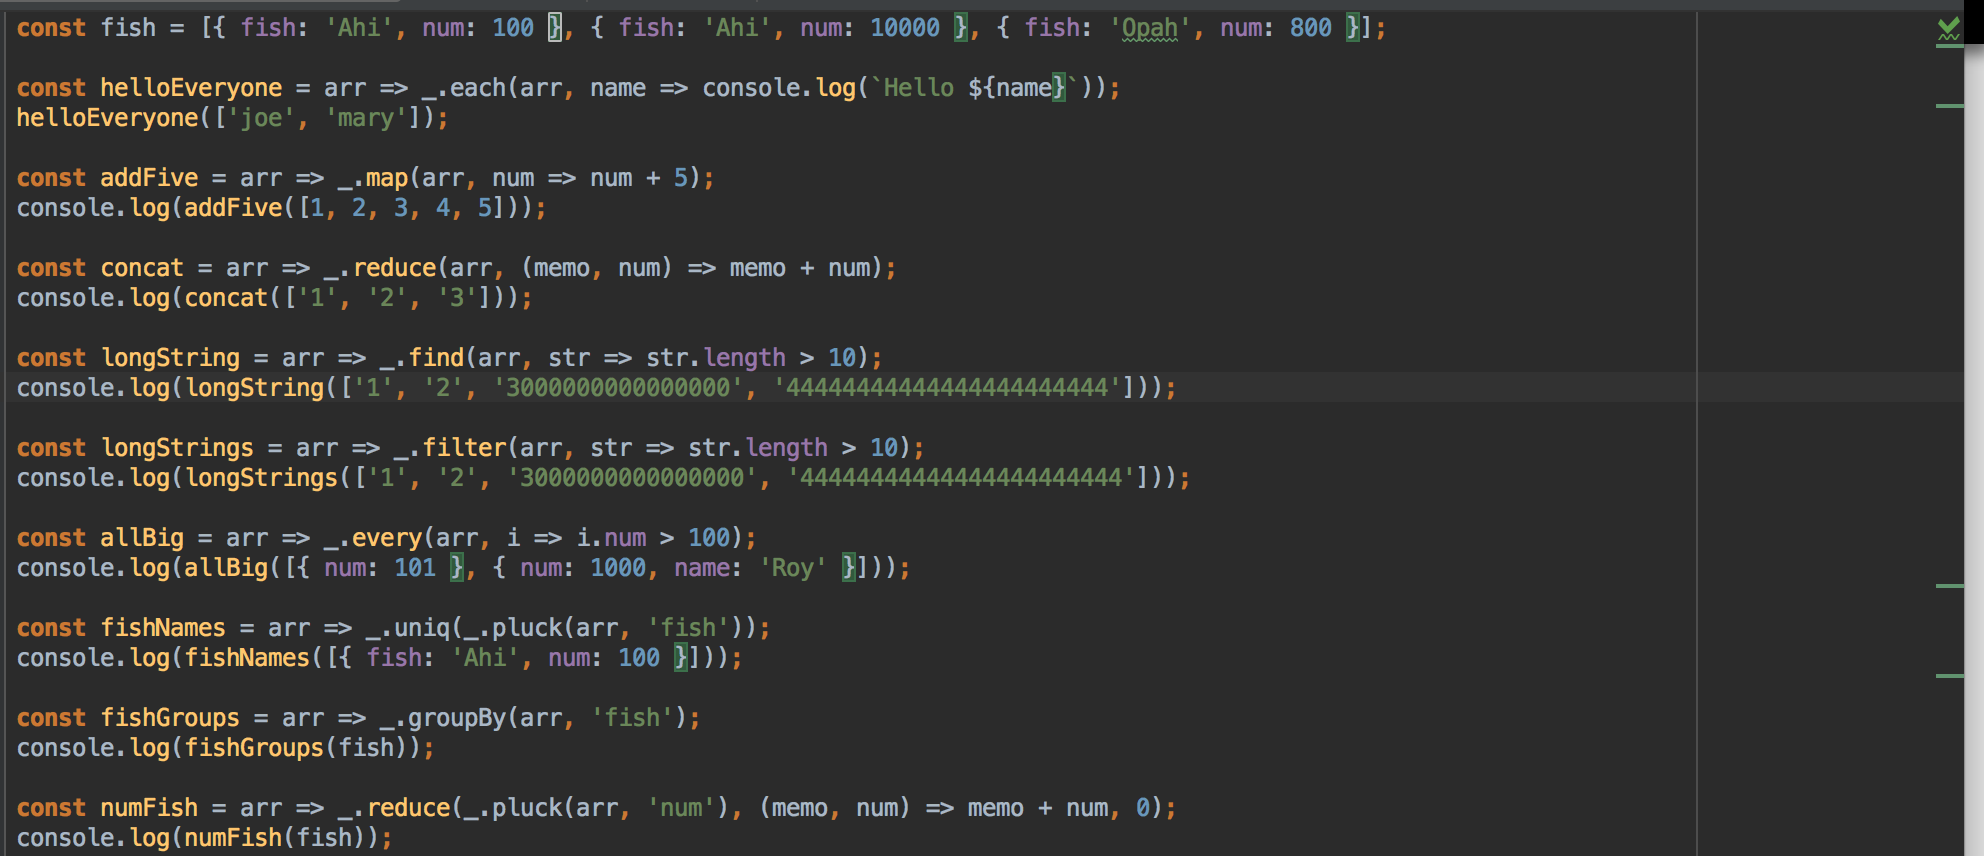 const fish = [{ fish: 'Ahi', num: 100 }, { fish: 'Ahi', num: 10000 }, { fish: 'Opah', num: 800 }];
const helloEveryone = arr => _.each(arr, name => console.log(`Hello ${name}`));
helloEveryone(['joe', 'mary']);
const addFive = arr => _.map(arr, num => num + 5);
console.log(addFive([1, 2, 3, 4, 5]));
const concat = arr => _.reduce(arr, (memo, num) => memo + num);
console.log(concat(['1', '2', '3']));
const longString = arr => _.find(arr, str => str.length > 10);
console.log(longString(['1', '2', '3000000000000000', '44444444444444444444444']));
const longStrings = arr => _.filter(arr, str => str.length > 10);
console.log(longStrings(['1', '2', '3000000000000000', '44444444444444444444444']));
const allBig = arr => _.every(arr, i => i.num > 100);
console.log(allBig([{ num: 101 }, { num: 1000, name: 'Roy' }]));
const fishNames = arr => _.uniq(_.pluck(arr, 'fish'));
console.log(fishNames([{ fish: 'Ahi', num: 100 }]));
const fishGroups = arr => _.groupBy(arr, 'fish');
console.log(fishGroups(fish));
const numFish = arr => _.reduce(_.pluck(arr, 'num'), (memo, num) => memo + num, 0);
console.log(numFish(fish));